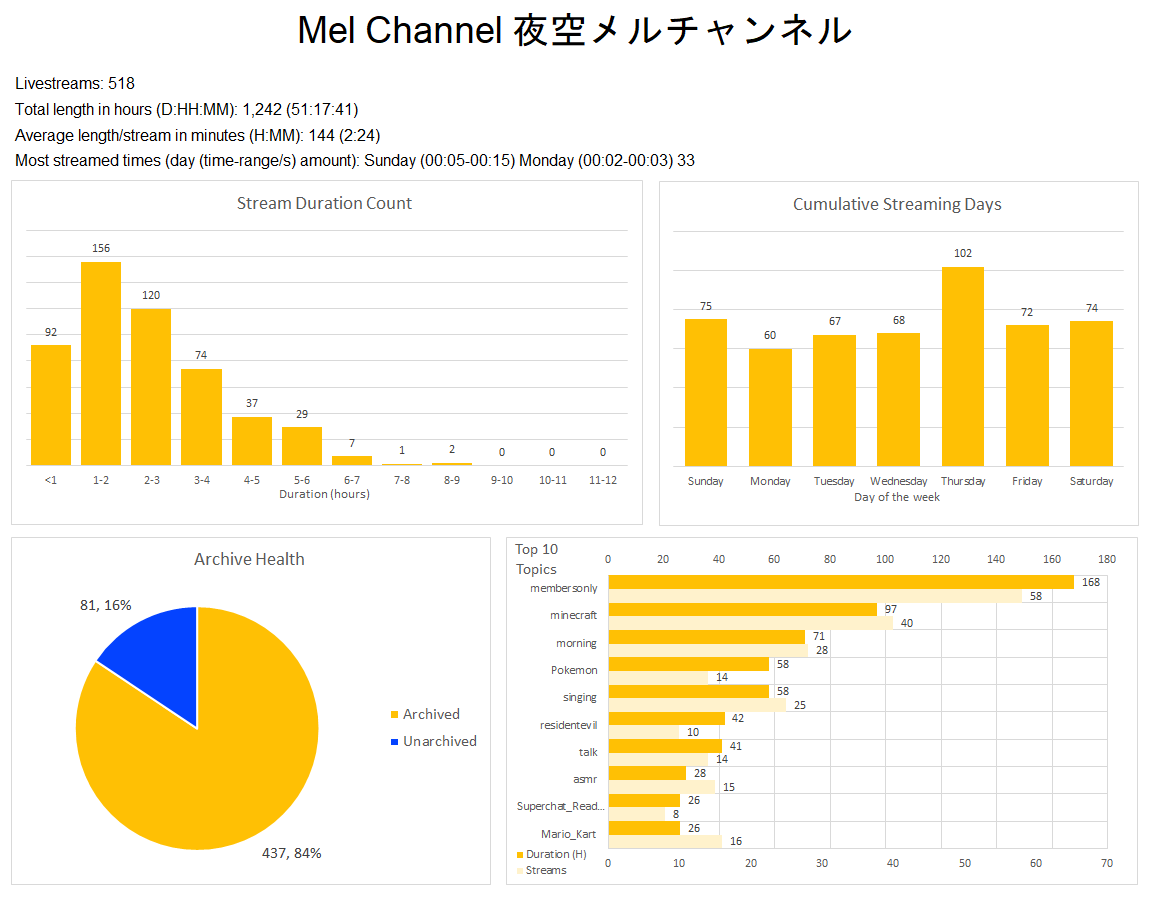 Mel Channel 夜空メルチャンネル
Livestreams: 518
Total length in hours (D:HH:MM): 1,242 (51:17:41)
Average length/stream in minutes (H:MM): 144 (2:24)
Most streamed times (day (time-range/s) amount): Sunday (00:05-00:15) Monday (00:02-00:03) 33
Stream Duration Count
92 156 120 74 37 29 7 1 2 0 0 0
<1 1-2 2-3 3-4 4-5 5-6 6-7 7-8 8-9 9-10 10-11 11-12
Duration (hours)
Cumulative Streaming Days
75 60 67 68 102 72 74
Sunday Monday Tuesday Wednesday Thursday Friday Saturday
Day of the week
Archive Health
81, 16%
437, 84%
Archived
Unarchived
Top 10
Topics
0 20 40 60 80 100 120 140 160 180
membersonly 168
58
minecraft 97
40
morning 71
28
Pokemon 58
14
singing 58
25
residentevil 42
10
talk 41
14
asmr 28
15
Superchat_Read... 26
8
Mario_Kart 26
16
Duration (H)
Streams
0 10 20 30 40 50 60 70